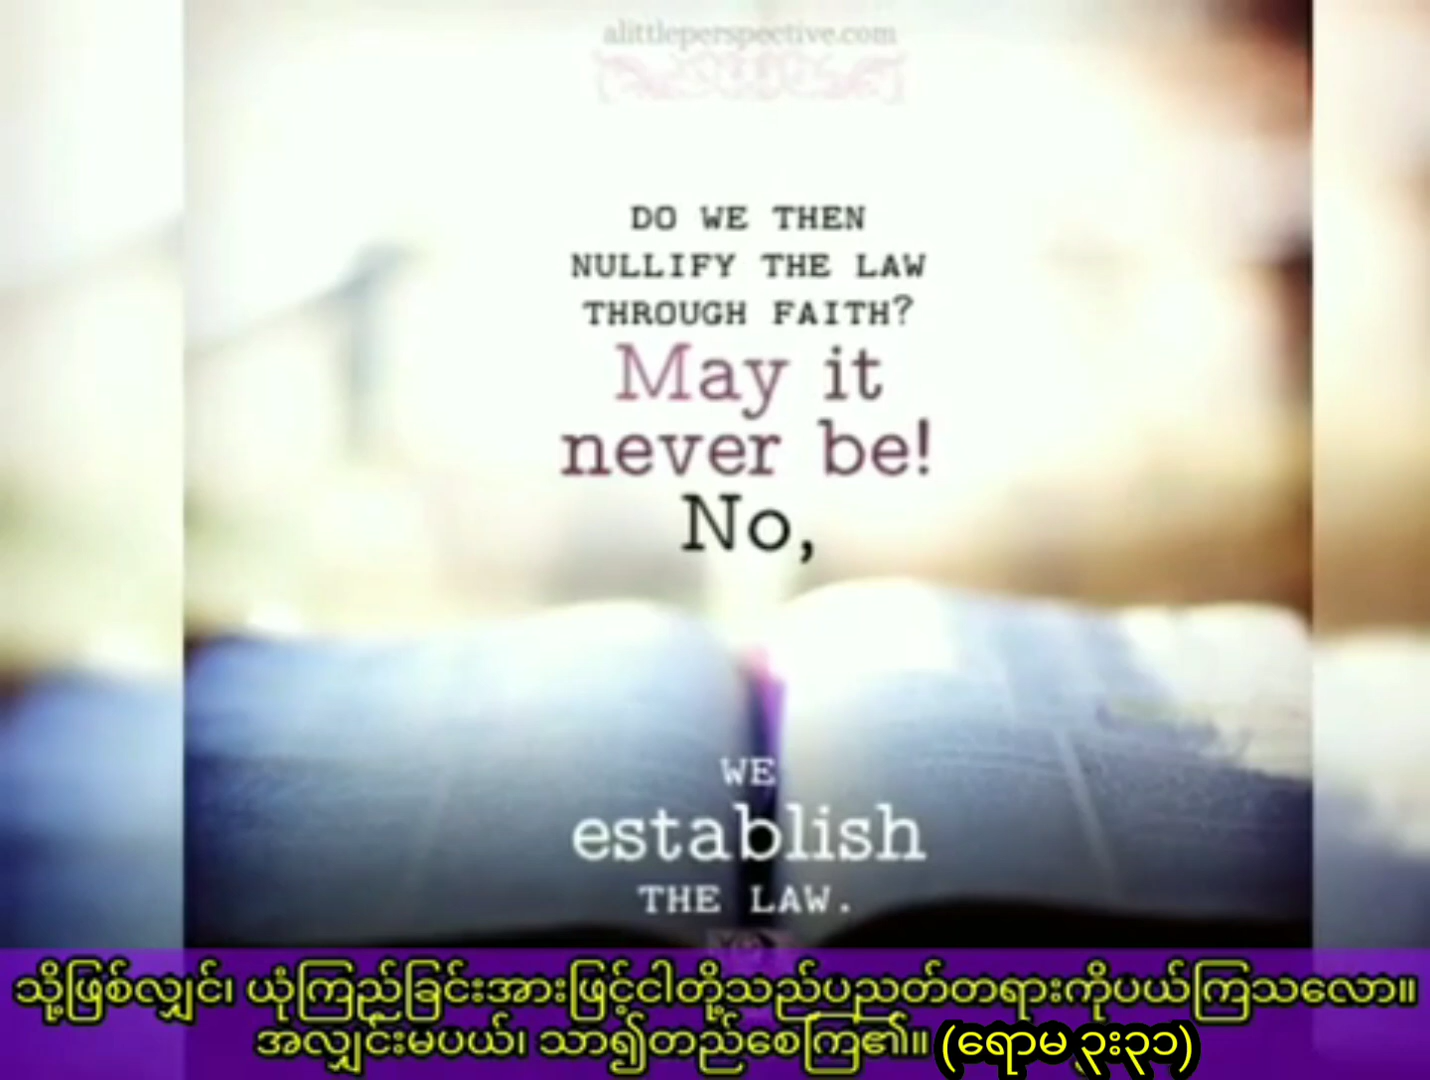 alittleperspective.com
DO WE THEN
NULLIFY THE LAW
THROUGH FAITH?
May it
never be!
No,
WE
establish
THE LAW.
သို့ဖြစ်လျှင်၊ ယုံကြည်ခြင်းအားဖြင့်ငါတို့သည်ပညတ်တရားကိုပယ်ကြသလော။
အလျှင်းမပယ်၊ သာ၍တည်စေကြ၏။ (ရောမ ၃း၃၁)